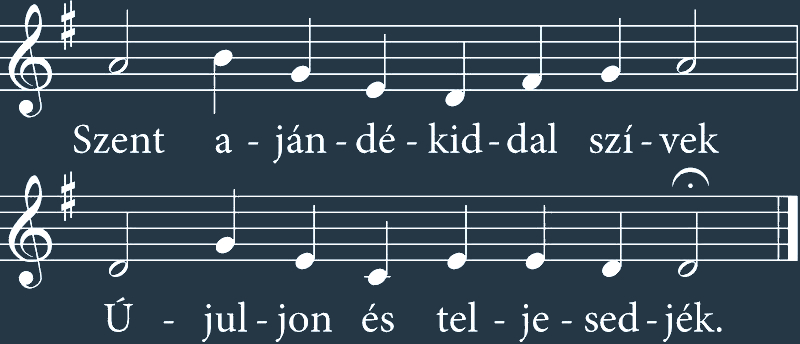 Szent a - ján - dé - kid - dal szí - vek
Ú - jul - jon és tel - je - sed - jék.